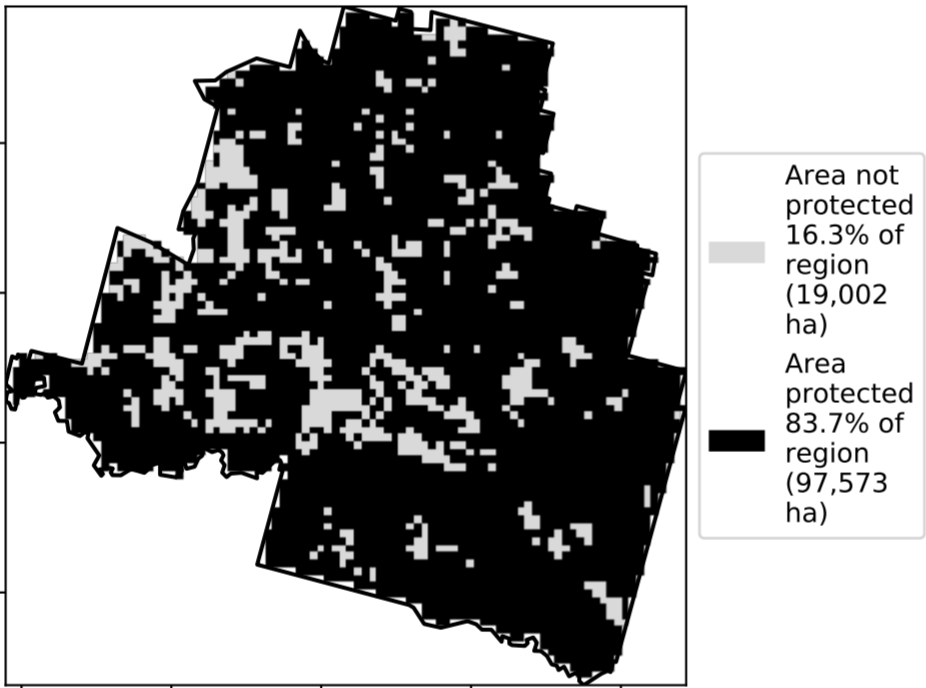 Area not
protected
16.3% of
region
(19,002
ha)
Area
protected
83.7% of
region
(97,573
ha)